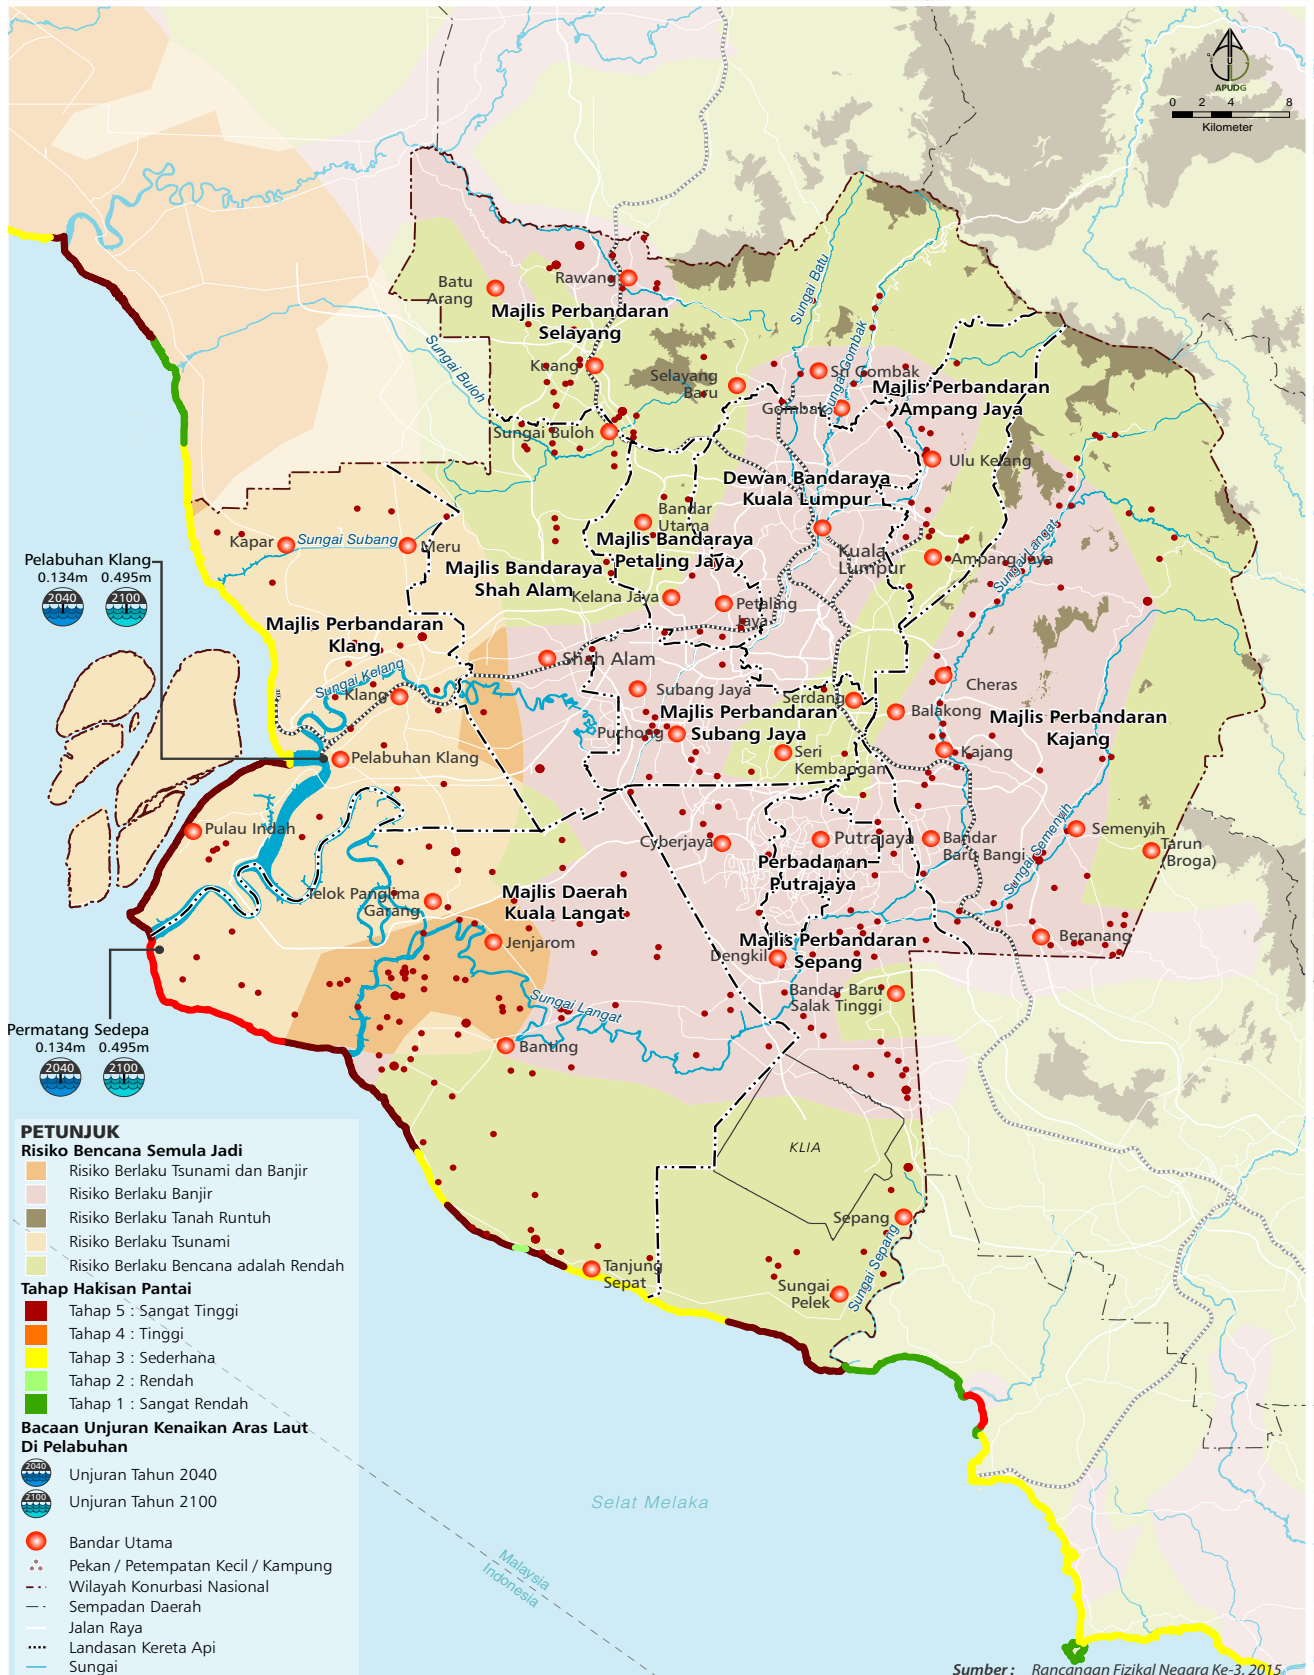 APUDG
0 2 4 8
Kilometer
Batu
Arang
Rawang
Majlis Perbandaran
Selayang
Sungai Batu
Sungai Gombak
Sungai Buloh
Kuang
Selayang
Baru
Sri Gombak
Gombak
Majlis Perbandaran
Ampang Jaya
Sungai Buloh
Ulu Kelang
Dewan Bandaraya
Kuala Lumpur
Bandar
Utama
Majlis Bandaraya
Petaling Jaya
Kapar
Sungai Subang
Meru
Kuala
Lumpur
Ampang Jaya
Sungai Langat
Pelabuhan Klang
0.134m 0.495m
2040 2100
Majlis Bandaraya
Shah Alam
Kelana Jaya
Petaling
Jaya
Majlis Perbandaran
Klang
Shah Alam
Sungai Kelang
Klang
Subang Jaya
Serdang
Cheras
Balakong
Majlis Perbandaran
Subang Jaya
Majlis Perbandaran
Kajang
Puchong
Seri
Kembangan
Kajang
Pelabuhan Klang
Pulau Indah
Cyberjaya
Putrajaya
Bandar
Baru Bangi
Semenyih
Sungai Semenyih
Tarun
(Broga)
Perbadanan
Putrajaya
Telok Panglima
Garang
Majlis Daerah
Kuala Langat
Jenjarom
Majlis Perbandaran
Sepang
Dengkil
Beranang
Bandar Baru
Salak Tinggi
Sungai Langat
Banting
Permatang Sedepa
0.134m 0.495m
2040 2100
KLIA
Sepang
Sungai Sepang
Tanjung
Sepat
Sungai
Pelek
Selat Melaka
Malaysia
Indonesia
PETUNJUK
Risiko Bencana Semula Jadi
Risiko Berlaku Tsunami dan Banjir
Risiko Berlaku Banjir
Risiko Berlaku Tanah Runtuh
Risiko Berlaku Tsunami
Risiko Berlaku Bencana adalah Rendah
Tahap Hakisan Pantai
Tahap 5 : Sangat Tinggi
Tahap 4 : Tinggi
Tahap 3 : Sederhana
Tahap 2 : Rendah
Tahap 1 : Sangat Rendah
Bacaan Unjuran Kenaikan Aras Laut
Di Pelabuhan
2040 Unjuran Tahun 2040
2100 Unjuran Tahun 2100
Bandar Utama
Pekan / Petempatan Kecil / Kampung
Wilayah Konurbasi Nasional
Sempadan Daerah
Jalan Raya
Landasan Kereta Api
Sungai
Sumber : Rancangan Fizikal Negara Ke-3, 2015